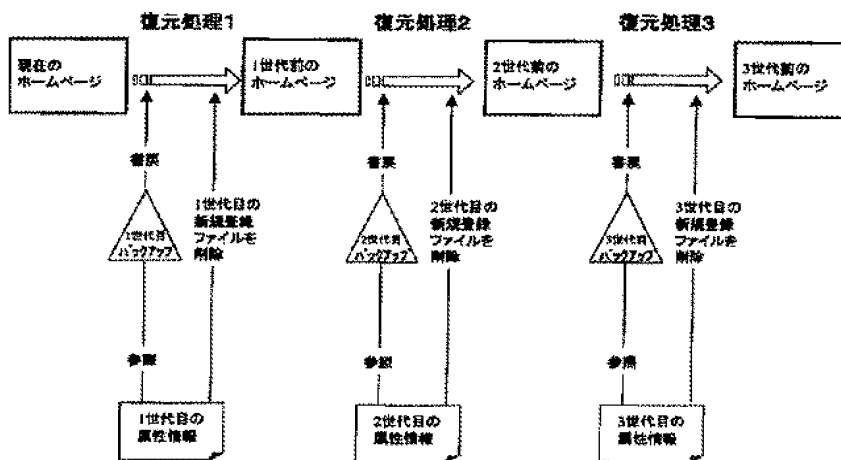 復元処理1
復元処理2
復元処理3
現在の
ホームページ
1世代前の
ホームページ
2世代前の
ホームページ
3世代前の
ホームページ
書戻
書戻
書戻
1世代目
バックアップ
1世代目の
新規登録
ファイルを
削除
2世代目
バックアップ
2世代目の
新規登録
ファイルを
削除
3世代前
バックアップ
3世代目の
新規登録
ファイルを
削除
参照
参照
参照
1世代目の
属性情報
2世代目の
属性情報
3世代目の
属性情報